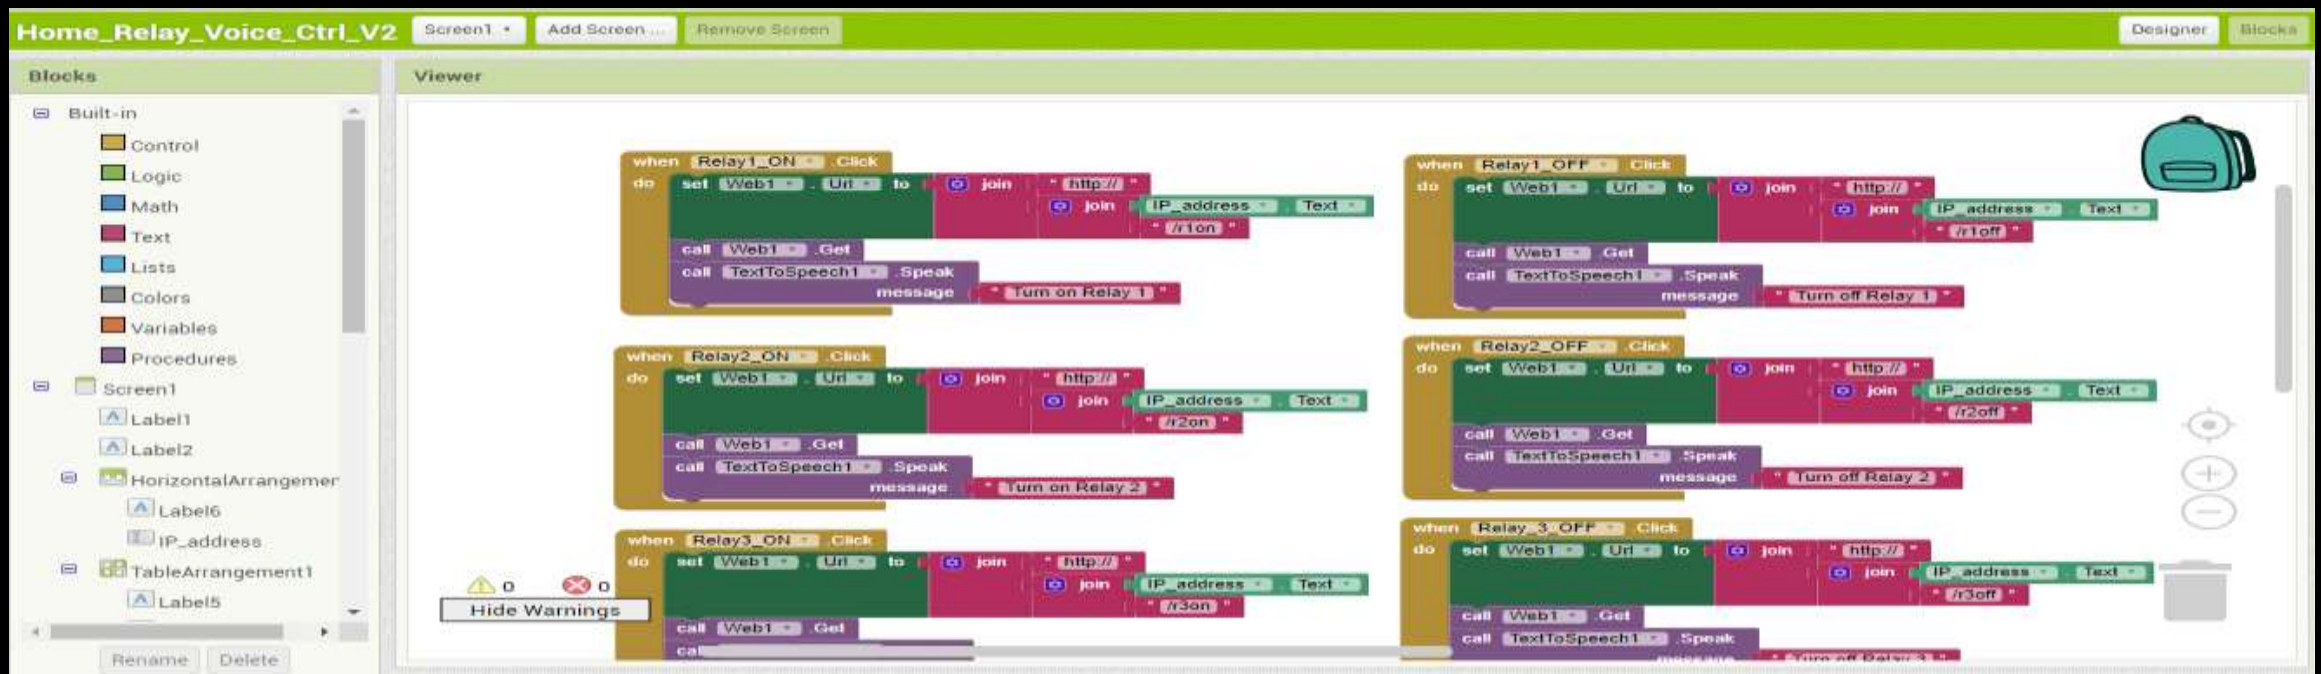 Home_Relay_Voice_Ctrl_V2 Screen1 Add Screen ... Remove Screen Designer Blocks
Blocks
Built-in
Control
Logic
Math
Text
Lists
Colors
Variables
Procedures
Screen1
Label1
Label2
HorizontalArrangemer
Label6
IP_address
TableArrangement1
Label5
Rename Delete
Viewer
when Relay1_ON .Click
do set Web1 . Url to join " http:// "
join IP_address . Text
" /r1on "
call Web1 .Get
call TextToSpeech1 .Speak
message " Turn on Relay 1 "
when Relay1_OFF .Click
do set Web1 . Url to join " http:// "
join IP_address . Text
" /r1off "
call Web1 .Get
call TextToSpeech1 .Speak
message " Turn off Relay 1 "
when Relay2_ON .Click
do set Web1 . Url to join " http:// "
join IP_address . Text
" /r2on "
call Web1 .Get
call TextToSpeech1 .Speak
message " Turn on Relay 2 "
when Relay2_OFF .Click
do set Web1 . Url to join " http:// "
join IP_address . Text
" /r2off "
call Web1 .Get
call TextToSpeech1 .Speak
message " Turn off Relay 2 "
when Relay3_ON .Click
do set Web1 . Url to join " http:// "
join IP_address . Text
" /r3on "
call Web1 .Get
when Relay_3_OFF .Click
do set Web1 . Url to join " http:// "
join IP_address . Text
" /r3off "
call Web1 .Get
call TextToSpeech1 .Speak
message " Turn off Relay 3 "
0 0
Hide Warnings